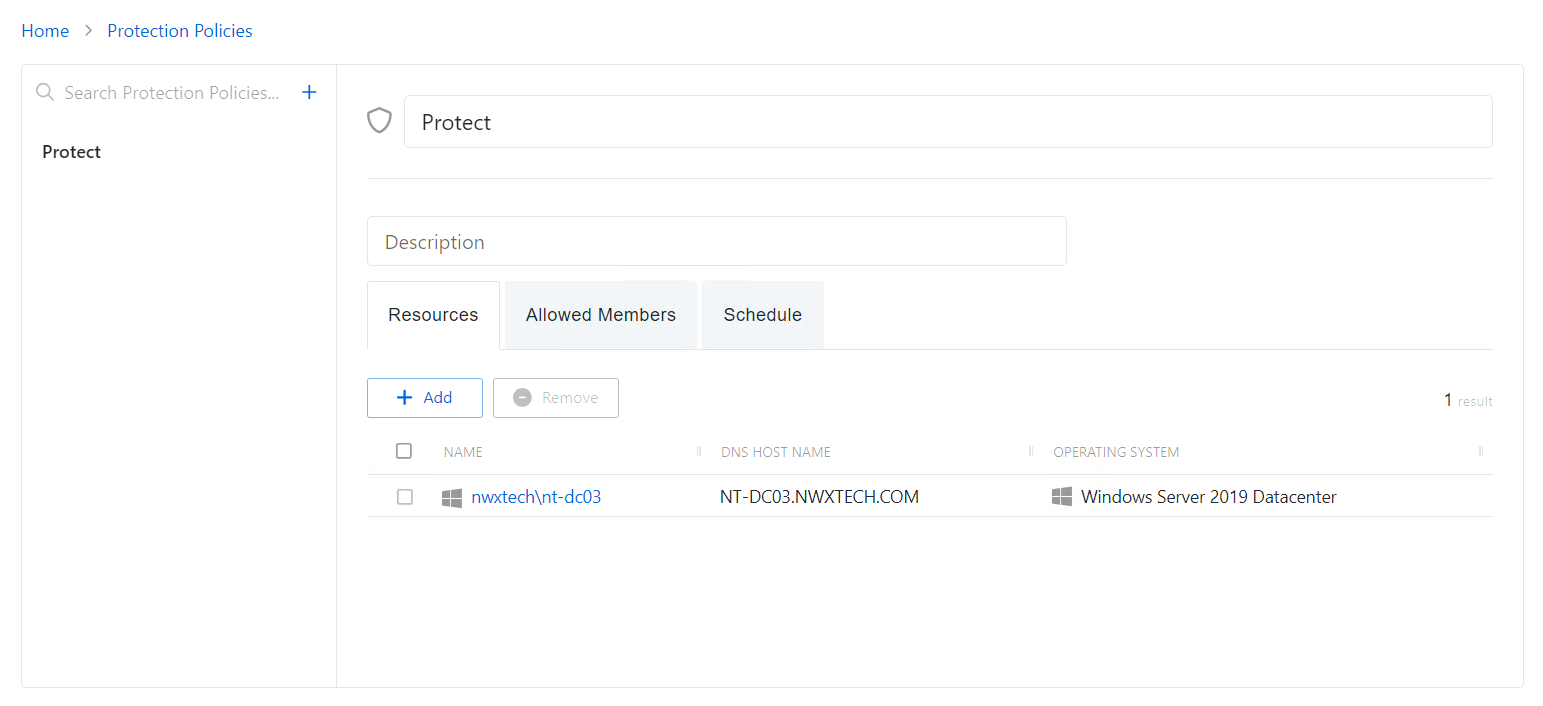 Home > Protection Policies
Search Protection Policies...
Protect
Protect
Description
Resources Allowed Members Schedule
Add Remove 1 result
NAME DNS HOST NAME OPERATING SYSTEM
nwxtech\nt-dc03 NT-DC03.NWXTECH.COM Windows Server 2019 Datacenter